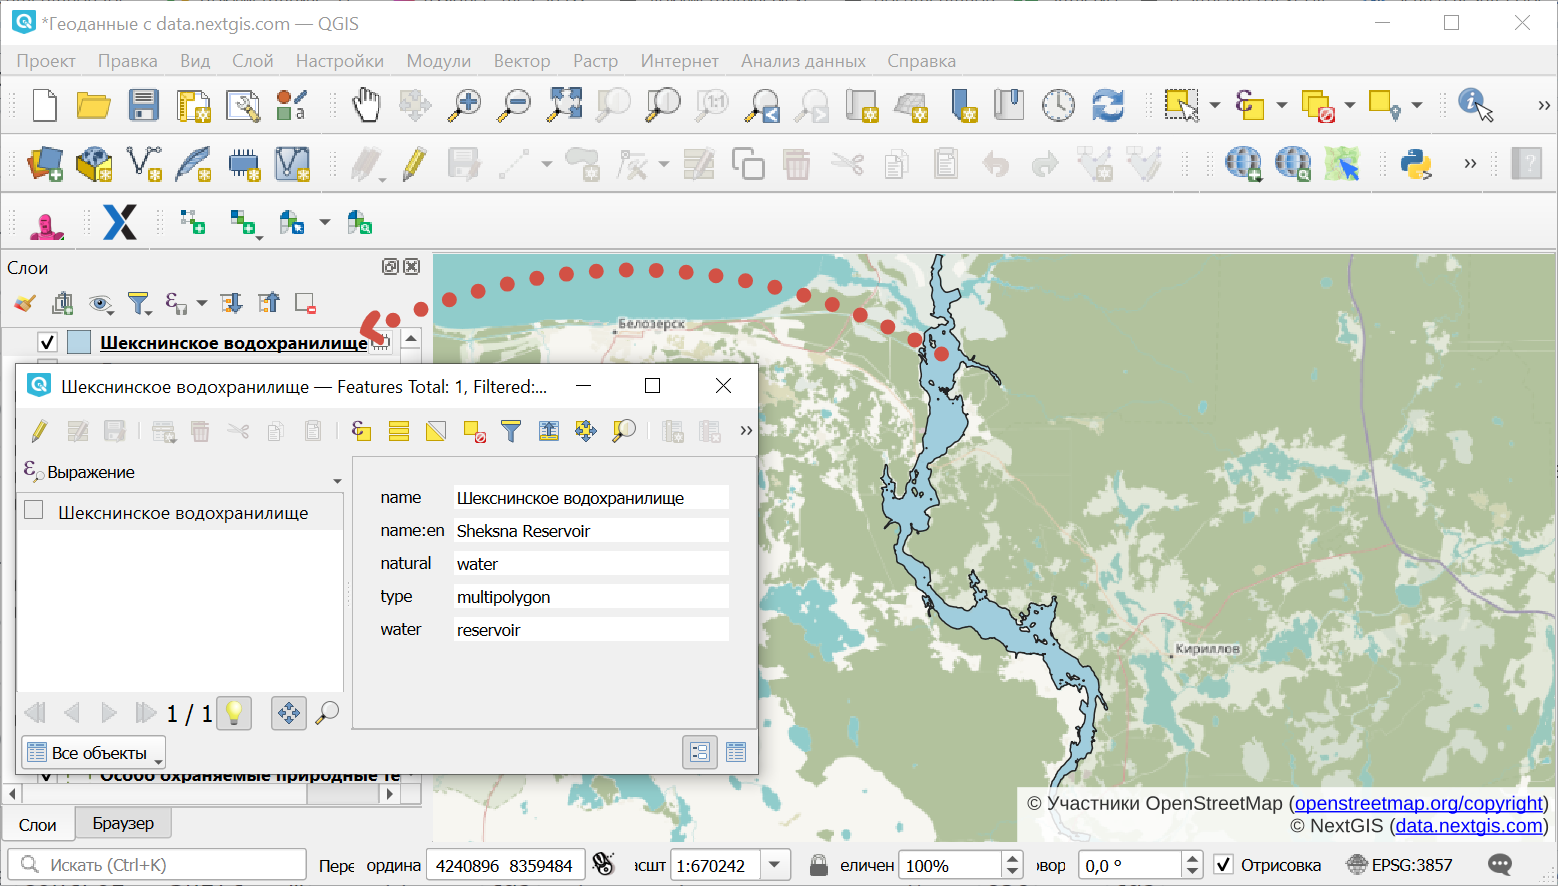 *Геоданные с data.nextgis.com — QGIS
Проект Правка Вид Слой Настройки Модули Вектор Растр Интернет Анализ данных Справка
1:1
a
Слои
Белозерск
Шекснинское водохранилище
Шекснинское водохранилище — Features Total: 1, Filtered:...
Выражение
Шекснинское водохранилище
name Шекснинское водохранилище
name:en Sheksna Reservoir
natural water
type multipolygon
water reservoir
Кириллов
1 / 1
Все объекты
Особо охраняемые природные те
© Участники OpenStreetMap (openstreetmap.org/copyright)
© NextGIS (data.nextgis.com)
Слои Браузер
Искать (Ctrl+K) Пере ордина 4240896 8359484 асшт 1:670242 еличен 100% вор 0,0 ° Отрисовка EPSG:3857